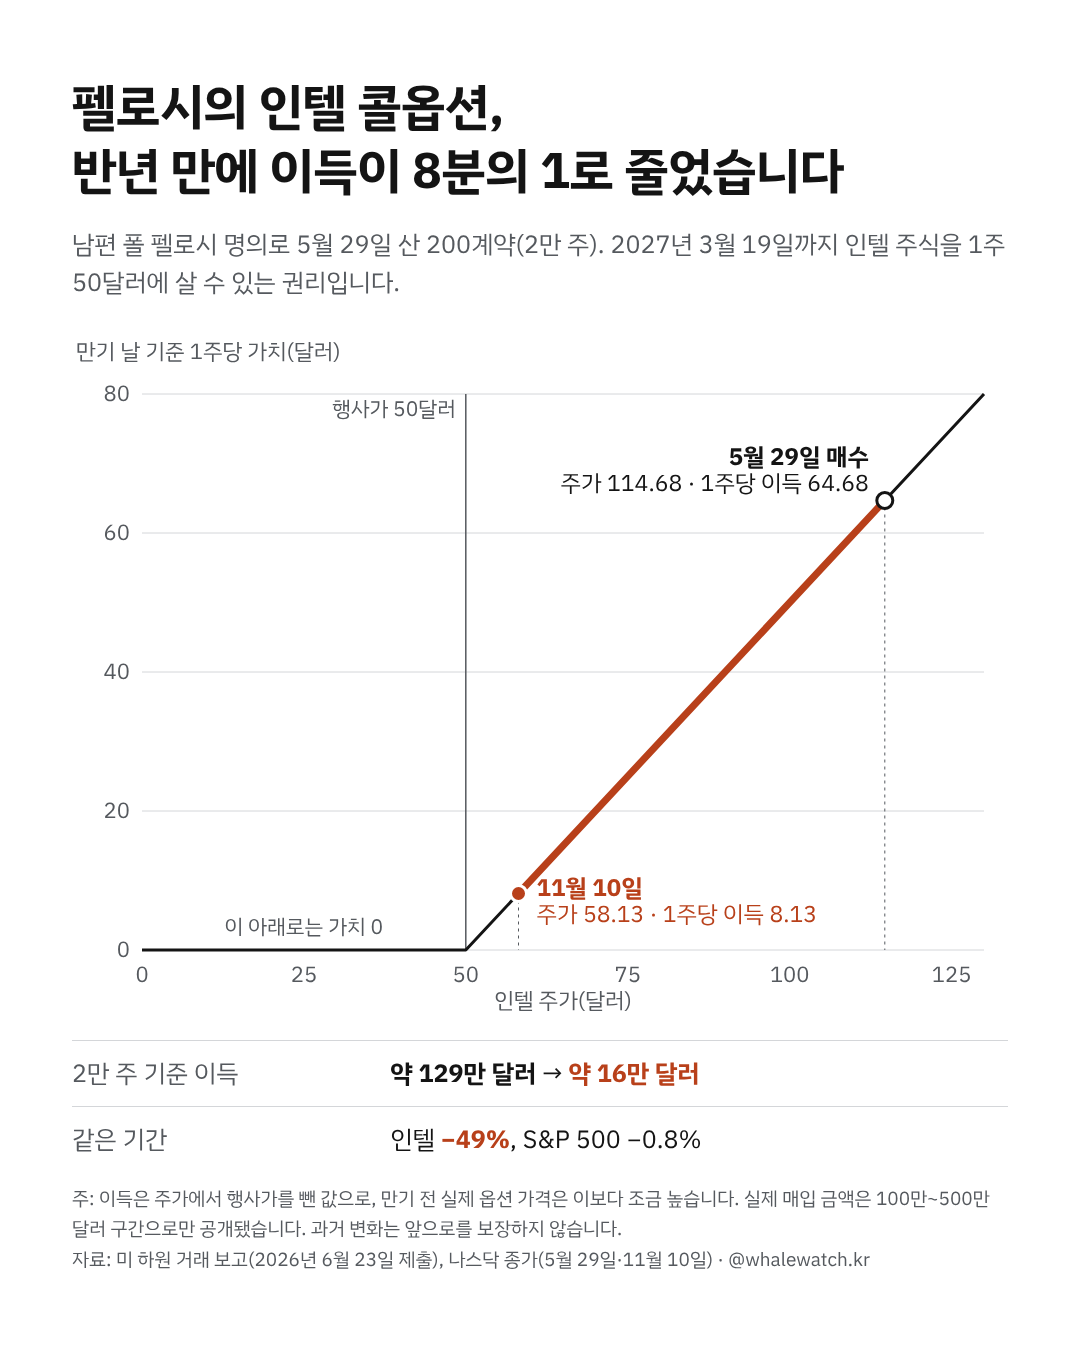 펠로시의 인텔 콜옵션,
반년 만에 이득이 8분의 1로 줄었습니다
남편 폴 펠로시 명의로 5월 29일 산 200계약(2만 주). 2027년 3월 19일까지 인텔 주식을 1주
50달러에 살 수 있는 권리입니다.
만기 날 기준 1주당 가치(달러)
80
행사가 50달러
5월 29일 매수
주가 114.68 · 1주당 이득 64.68
60
40
20
11월 10일
주가 58.13 · 1주당 이득 8.13
이 아래로는 가치 0
0
0 25 50 75 100 125
인텔 주가(달러)
2만 주 기준 이득 약 129만 달러 → 약 16만 달러
같은 기간 인텔 −49%, S&P 500 −0.8%
주: 이득은 주가에서 행사가를 뺀 값으로, 만기 전 실제 옵션 가격은 이보다 조금 높습니다. 실제 매입 금액은 100만~500만
달러 구간으로만 공개됐습니다. 과거 변화는 앞으로를 보장하지 않습니다.
자료: 미 하원 거래 보고(2026년 6월 23일 제출), 나스닥 종가(5월 29일·11월 10일) · @whalewatch.kr